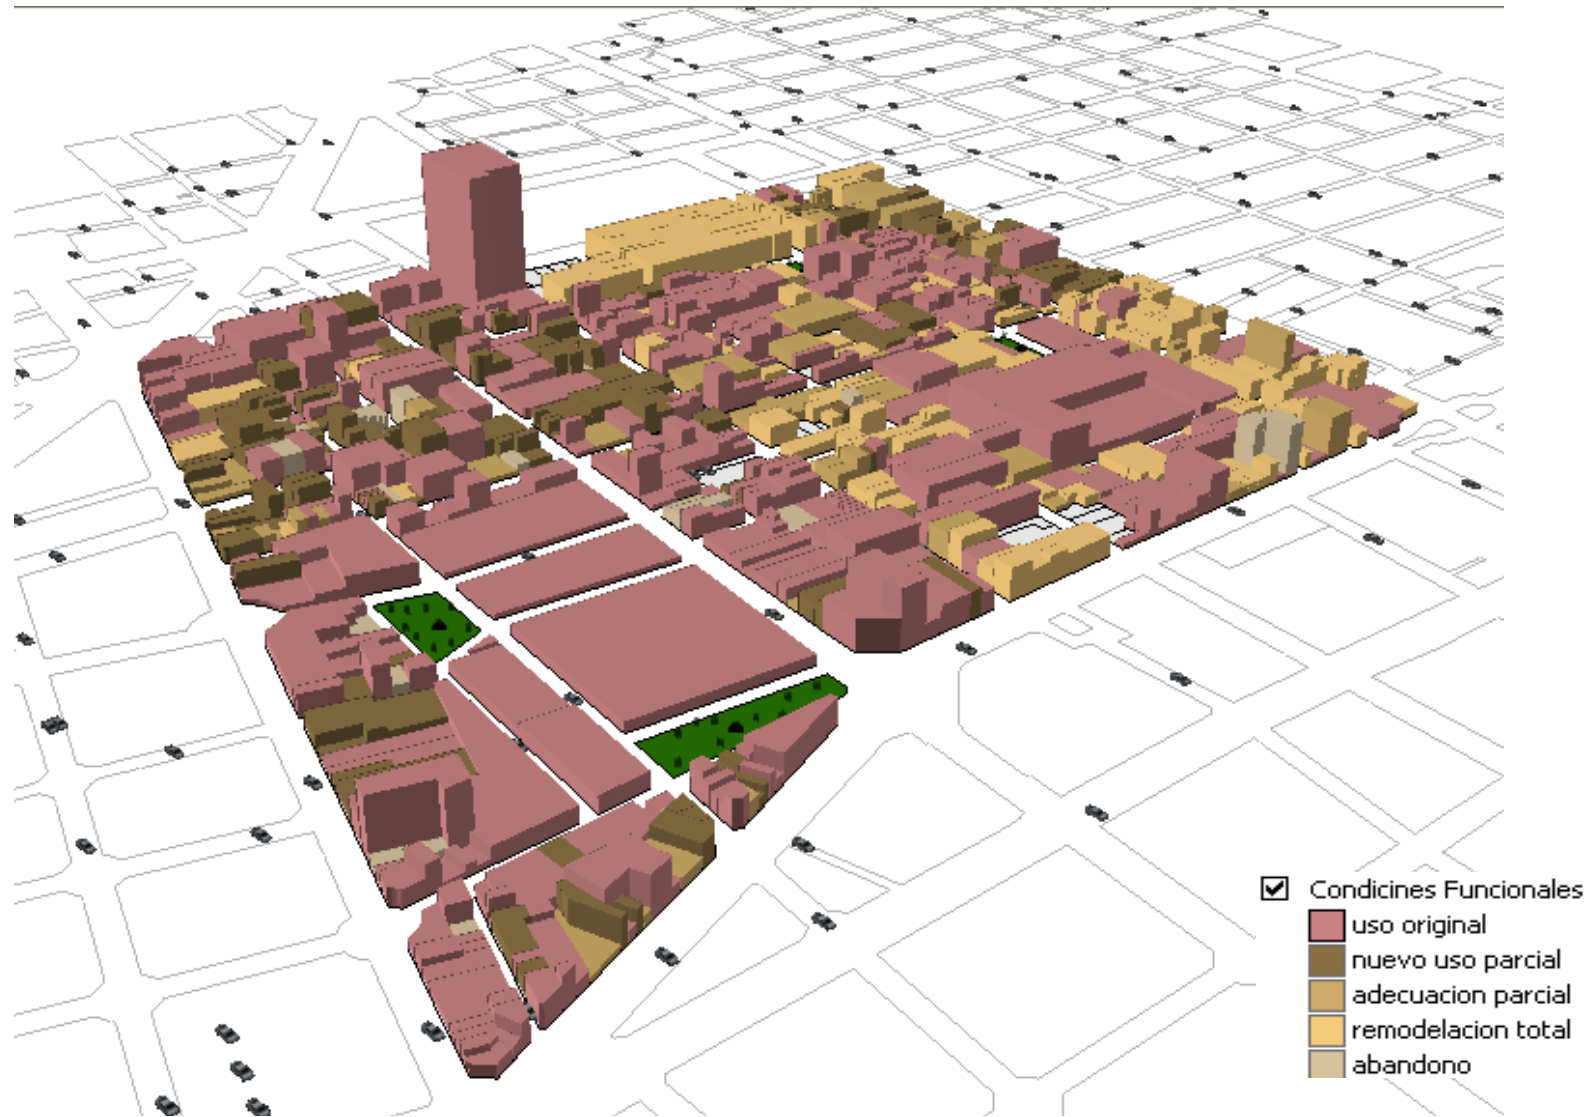 Condicines Funcionales
uso original
nuevo uso parcial
adecuacion parcial
remodelacion total
abandono